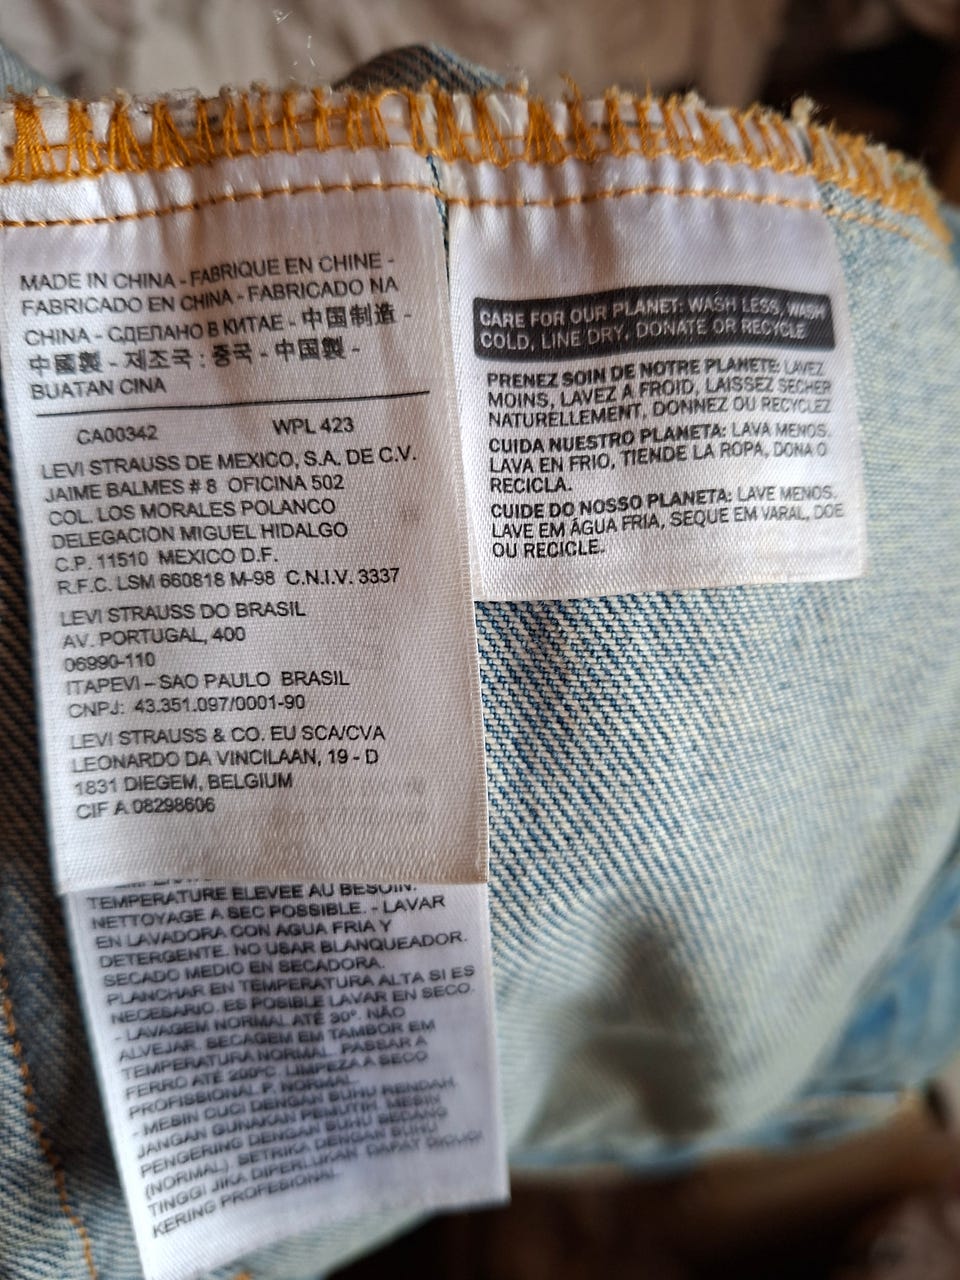 MADE IN CHINA - FABRIQUE EN CHINE -
FABRICADO EN CHINA - FABRICADO NA
CHINA - СДЕЛАНО В КИТАЕ - 中国制造 -
中國製 - 제조국 : 중국 - 中国製 -
BUATAN CINA
CA00342 WPL 423
LEVI STRAUSS DE MEXICO, S.A. DE C.V.
JAIME BALMES # 8 OFICINA 502
COL. LOS MORALES POLANCO
DELEGACION MIGUEL HIDALGO
C.P. 11510 MEXICO D.F.
R.F.C. LSM 660818 M-98 C.N.I.V. 3337
LEVI STRAUSS DO BRASIL
AV. PORTUGAL, 400
06990-110
ITAPEVI – SAO PAULO BRASIL
CNPJ: 43.351.097/0001-90
LEVI STRAUSS & CO. EU SCA/CVA
LEONARDO DA VINCILAAN, 19 - D
1831 DIEGEM, BELGIUM
CIF A 08298606
TEMPERATURE ELEVEE AU BESOIN.
NETTOYAGE A SEC POSSIBLE. - LAVAR
EN LAVADORA CON AGUA FRIA Y
DETERGENTE. NO USAR BLANQUEADOR.
SECADO MEDIO EN SECADORA.
PLANCHAR EN TEMPERATURA ALTA SI ES
NECESARIO. ES POSIBLE LAVAR EN SECO.
- LAVAGEM NORMAL ATÉ 30º. NÃO
ALVEJAR. SECAGEM EM TAMBOR EM
TEMPERATURA NORMAL. PASSAR A
FERRO ATÉ 200ºC. LIMPEZA A SECO
PROFISSIONAL P. NORMAL.
- MESIN CUCI DENGAN SUHU RENDAH.
JANGAN GUNAKAN PEMUTIH. MESIN
PENGERING DENGAN SUHU SEDANG
(NORMAL). SETRIKA DENGAN SUHU
TINGGI JIKA DIPERLUKAN. DAPAT DICUCI
KERING PROFESIONAL.
CARE FOR OUR PLANET: WASH LESS, WASH
COLD, LINE DRY, DONATE OR RECYCLE
PRENEZ SOIN DE NOTRE PLANETE: LAVEZ
MOINS, LAVEZ A FROID, LAISSEZ SECHER
NATURELLEMENT, DONNEZ OU RECYCLEZ
CUIDA NUESTRO PLANETA: LAVA MENOS,
LAVA EN FRIO, TIENDE LA ROPA, DONA O
RECICLA.
CUIDE DO NOSSO PLANETA: LAVE MENOS,
LAVE EM ÁGUA FRIA, SEQUE EM VARAL, DOE
OU RECICLE.